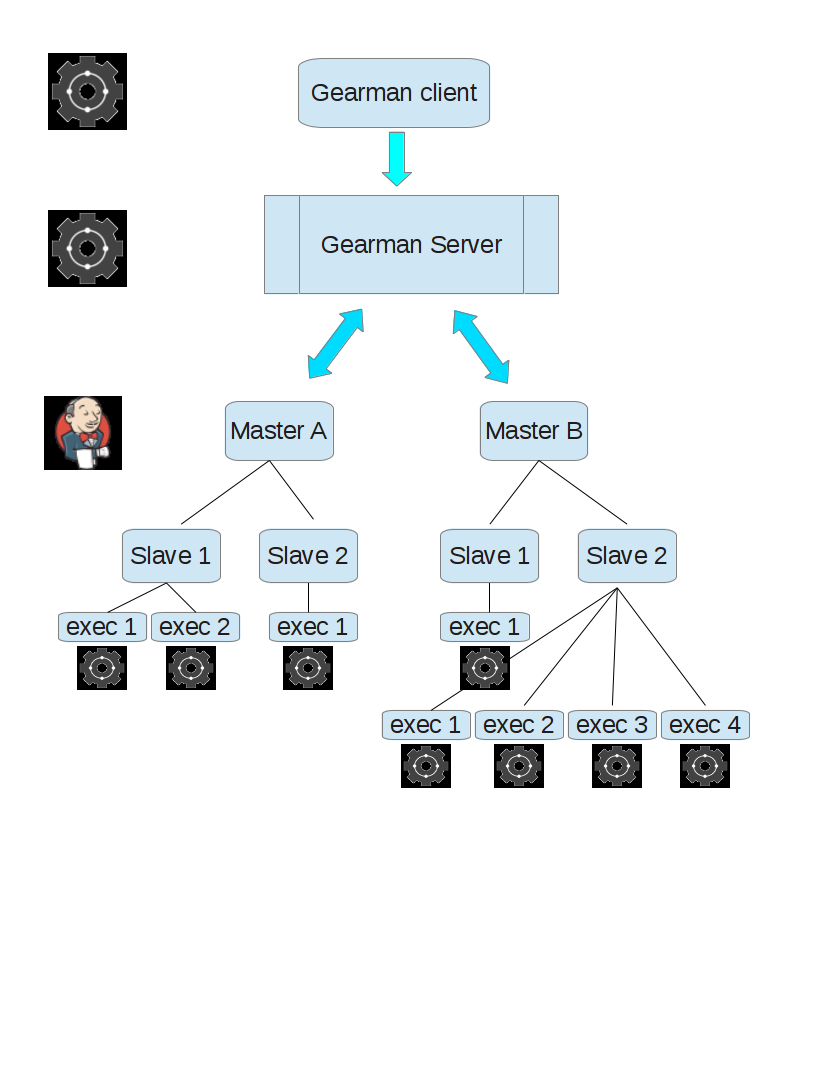 Gearman client
Gearman Server
Master A
Master B
Slave 1
Slave 2
Slave 1
Slave 2
exec 1
exec 2
exec 1
exec 1
exec 1
exec 2
exec 3
exec 4